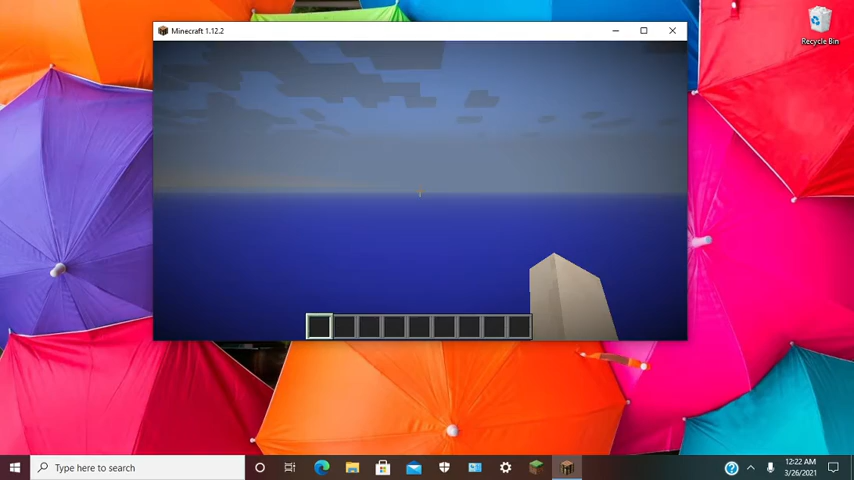 Minecraft 1.12.2
Recycle Bin
Type here to search
12:22 AM
3/26/2021